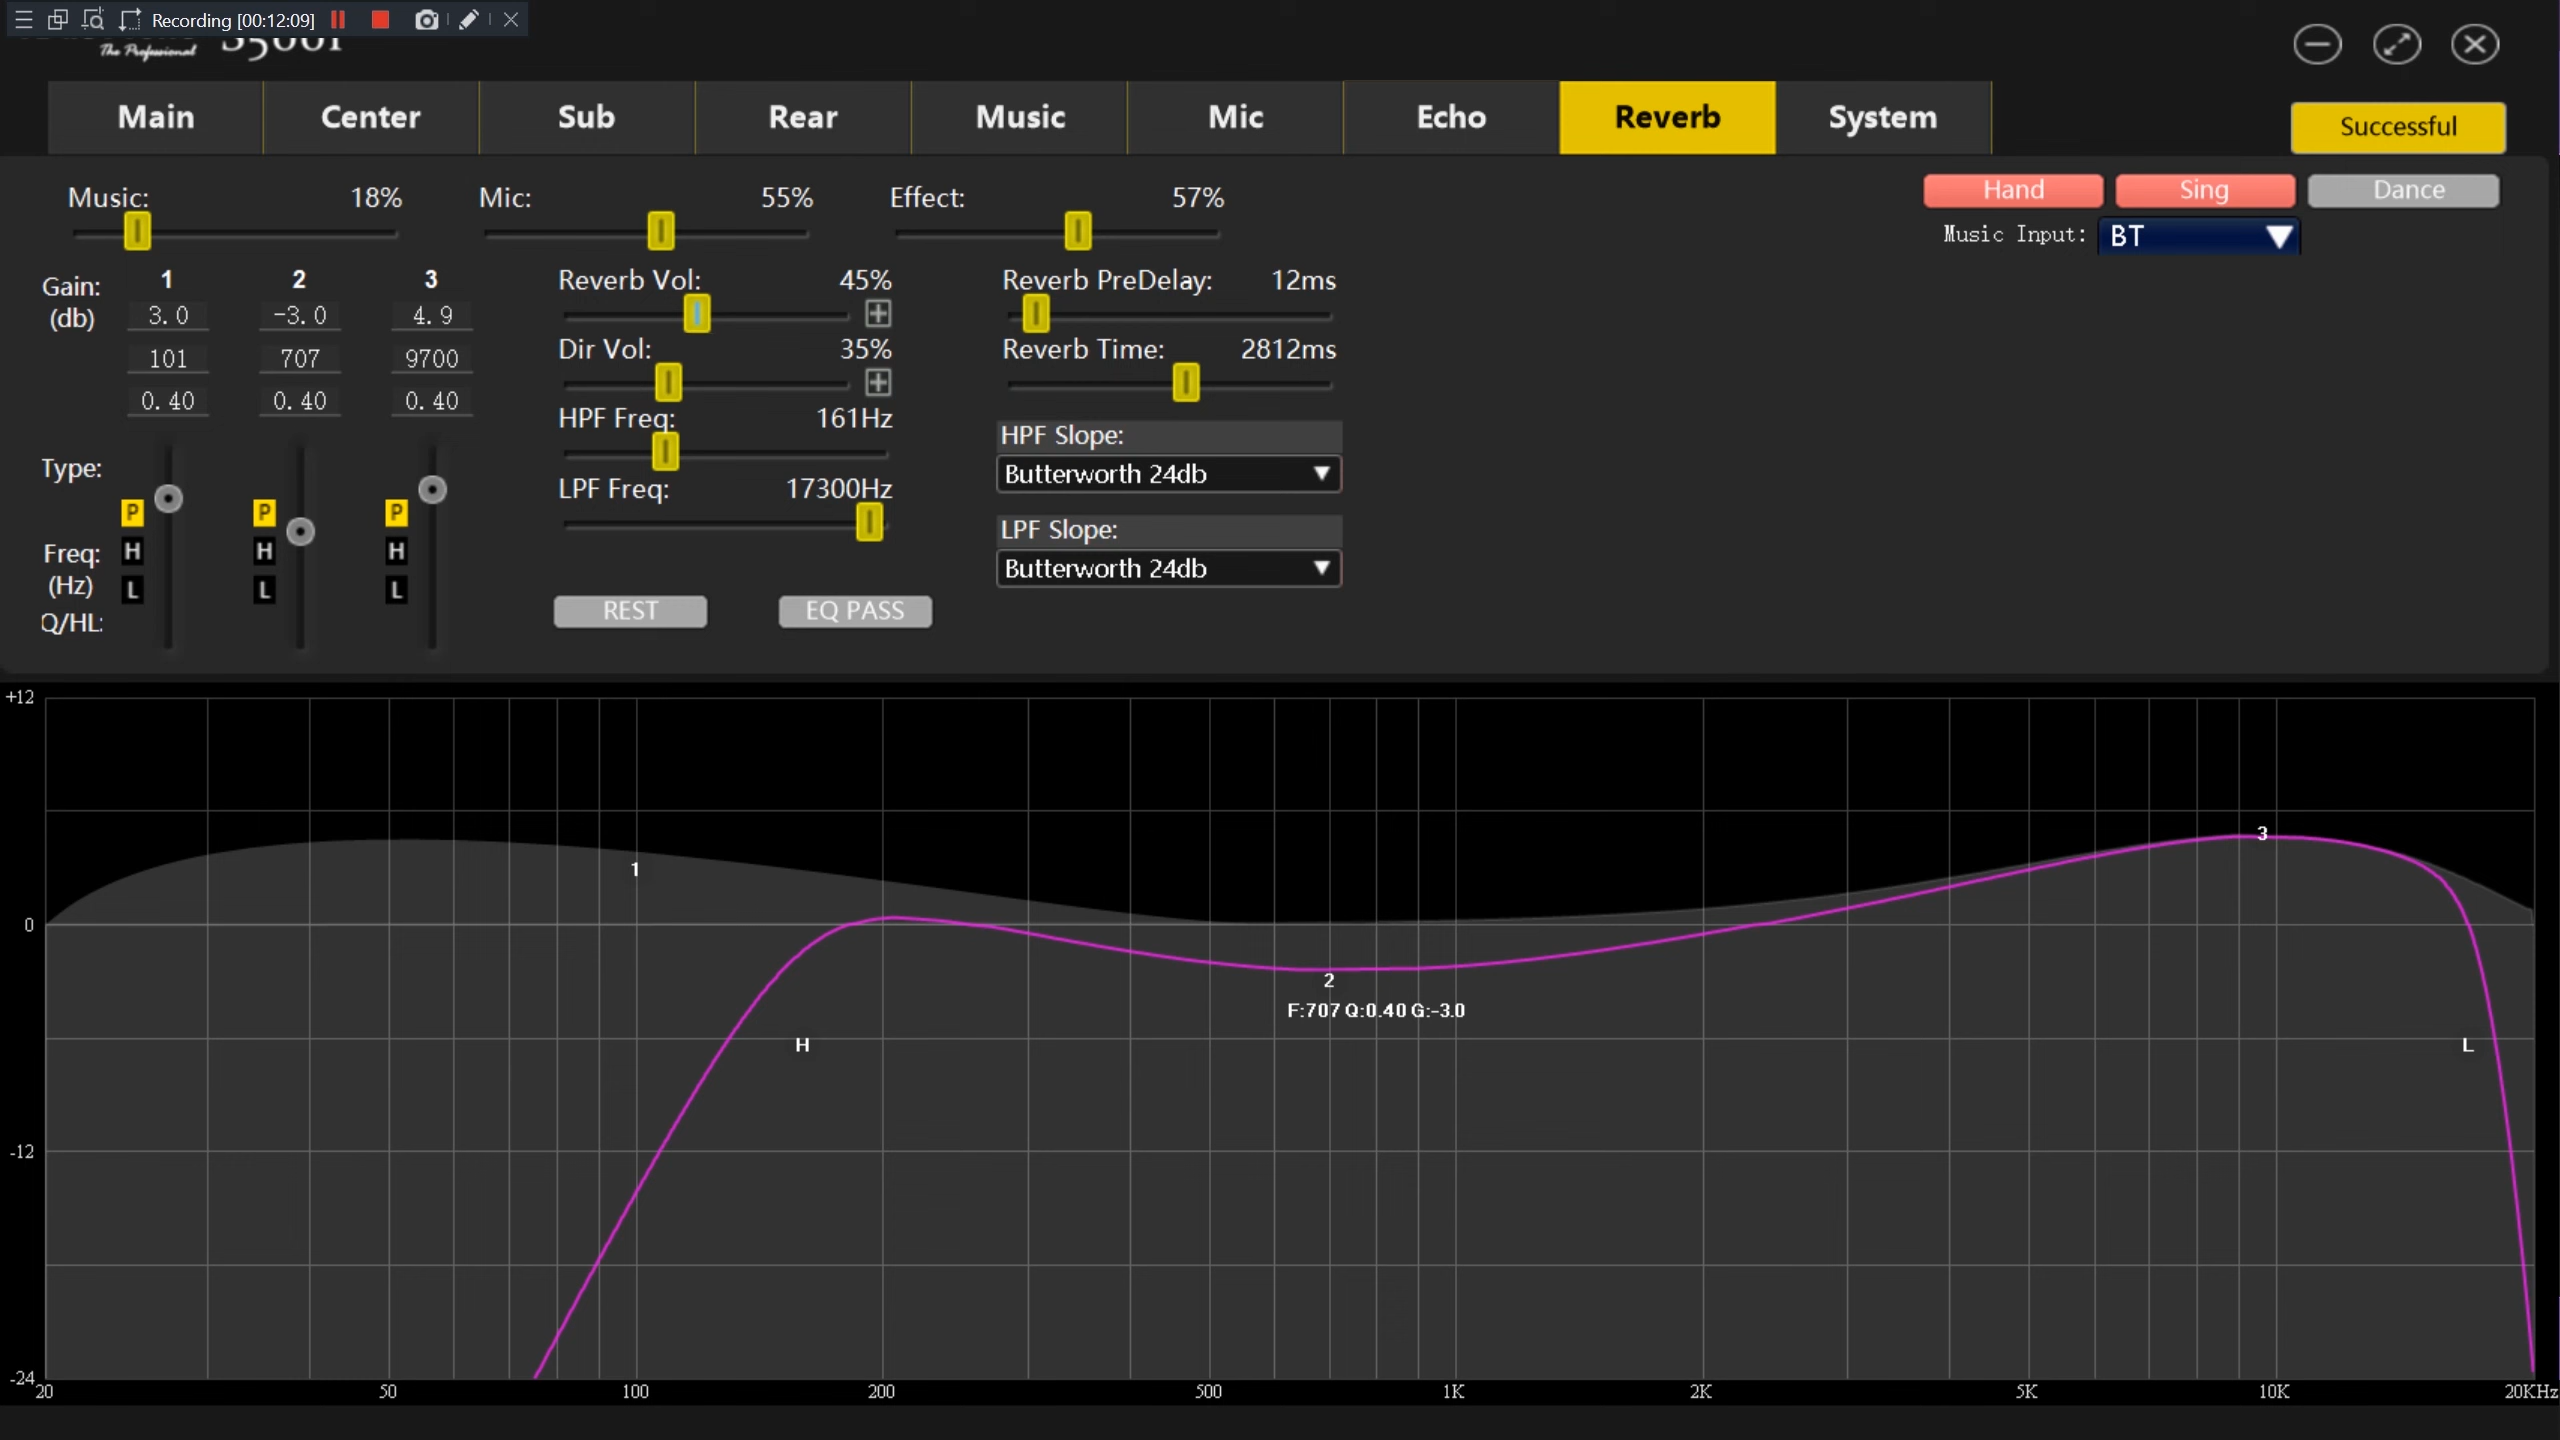 Recording [00:12:09]
The Professional
Main Center Sub Rear Music Mic Echo Reverb System
Successful
Music: 18% Mic: 55% Effect: 57%
Hand Sing Dance
Music Input: BT
Gain: (db) 1 2 3
3.0 -3.0 4.9
101 707 9700
0.40 0.40 0.40
Type:
P P P
H H H
L L L
Freq: (Hz)
Q/HL:
Reverb Vol: 45%
Dir Vol: 35%
HPF Freq: 161Hz
LPF Freq: 17300Hz
REST EQ PASS
Reverb PreDelay: 12ms
Reverb Time: 2812ms
HPF Slope:
Butterworth 24db
LPF Slope:
Butterworth 24db
+12
0
-12
-24
1
2
3
F:707 Q:0.40 G:-3.0
H
L
20 50 100 200 500 1K 2K 5K 10K 20KHz